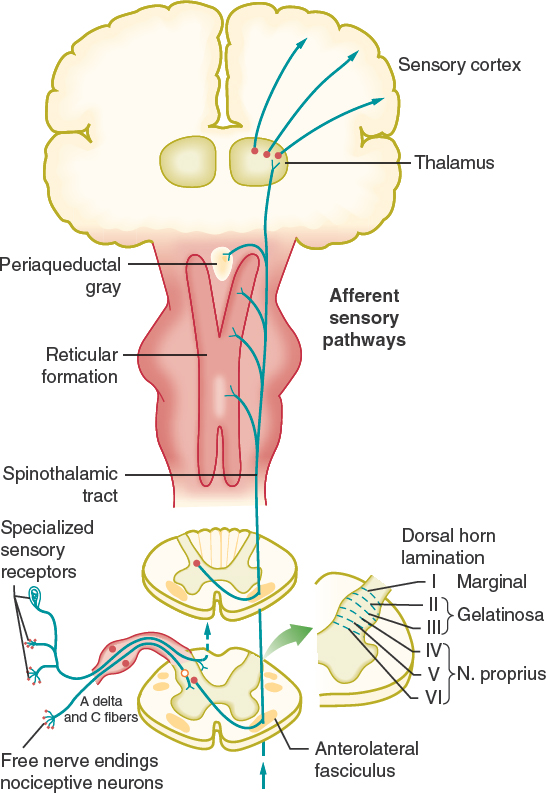 Sensory cortex
Thalamus
Periaqueductal
gray
Afferent
sensory
pathways
Reticular
formation
Spinothalamic
tract
Specialized
sensory
receptors
Dorsal horn
lamination
I Marginal
II
III
Gelatinosa
IV
V
VI
N. proprius
A delta
and C fibers
Free nerve endings
nociceptive neurons
Anterolateral
fasciculus